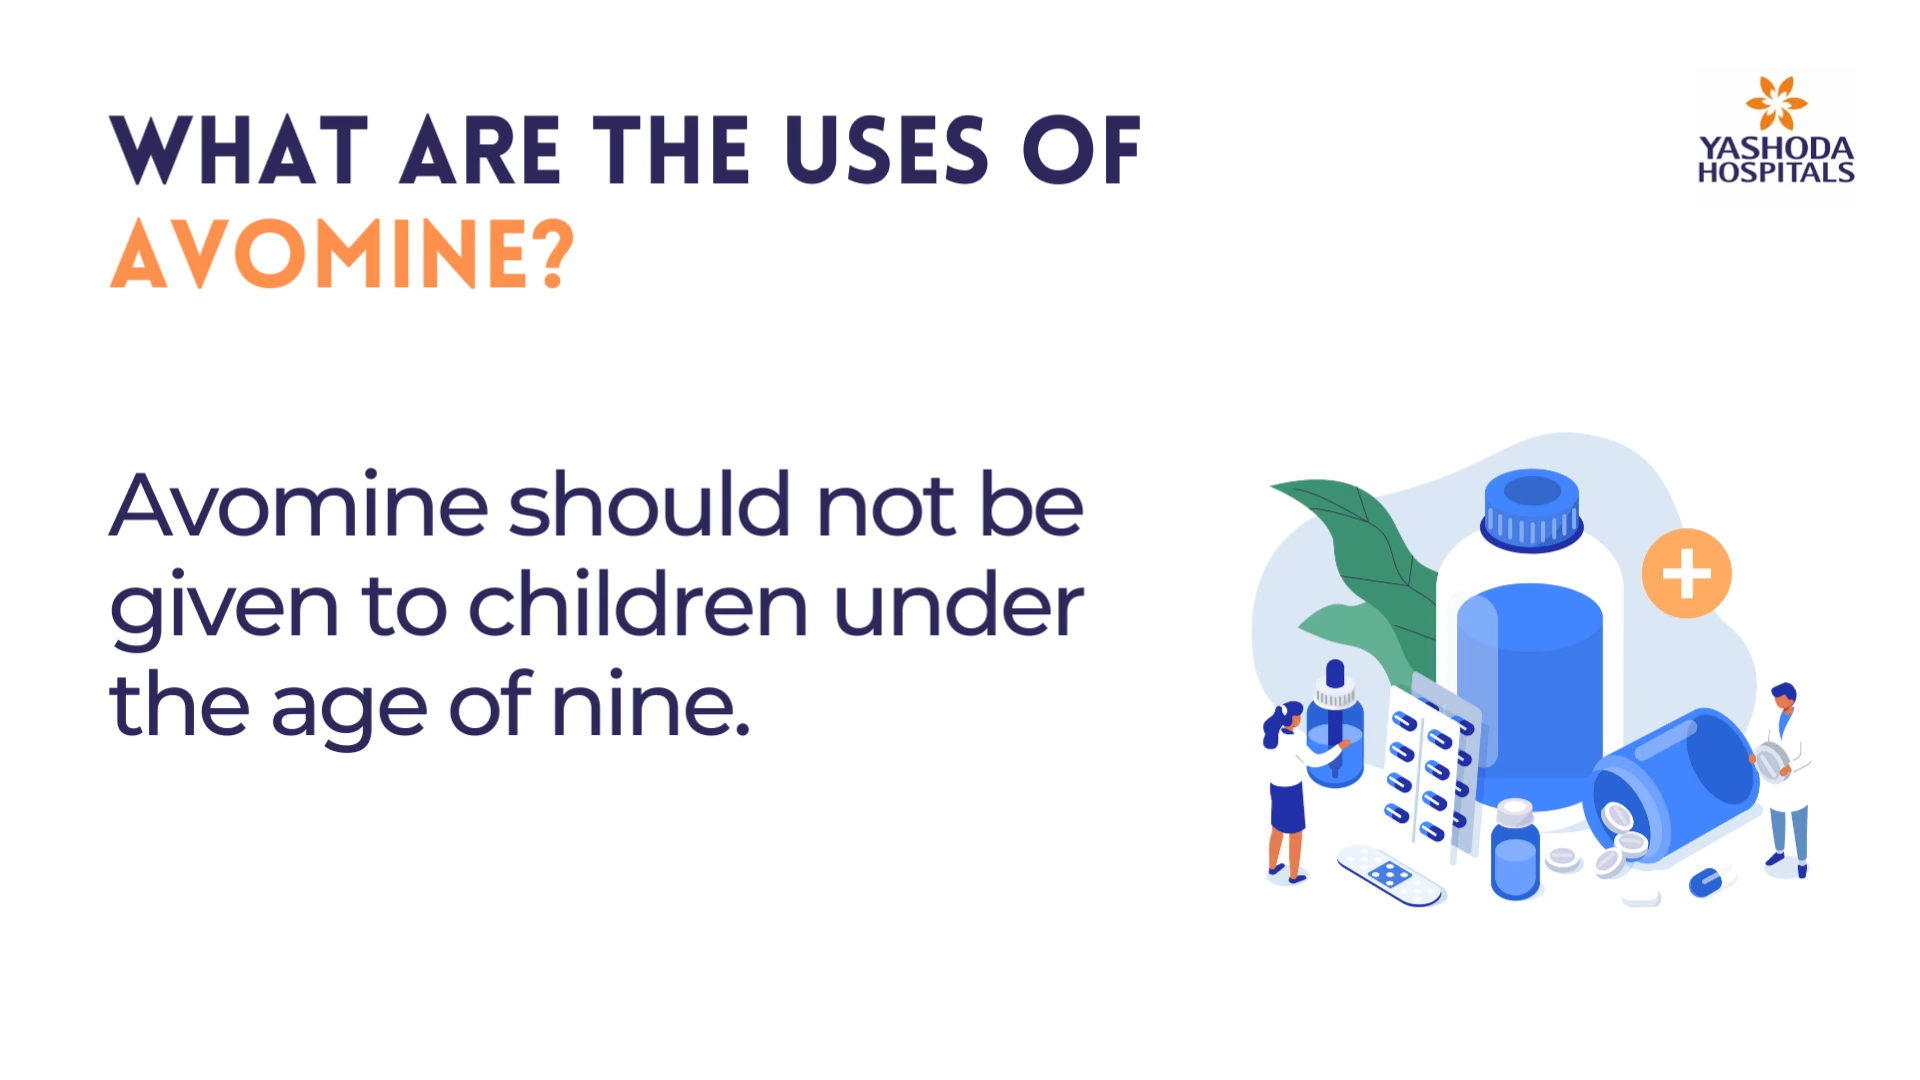 WHAT ARE THE USES OF
AVOMINE?
YASHODA
HOSPITALS
Avomine should not be
given to children under
the age of nine.